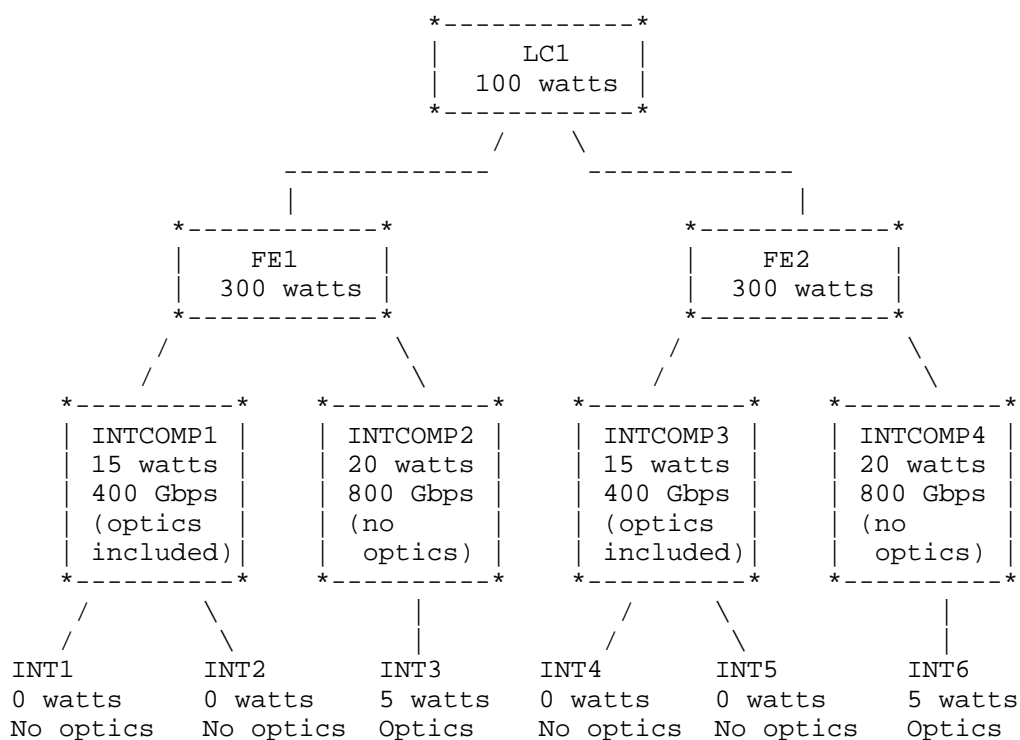 LC1
100 watts
FE1 FE2
300 watts 300 watts
INTCOMP1 INTCOMP2 INTCOMP3 INTCOMP4
15 watts 20 watts 15 watts 20 watts
400 Gbps 800 Gbps 400 Gbps 800 Gbps
(optics (no (optics (no
included) optics) included) optics)
INT1 INT2 INT3 INT4 INT5 INT6
0 watts 0 watts 5 watts 0 watts 0 watts 5 watts
No optics No optics Optics No optics No optics Optics